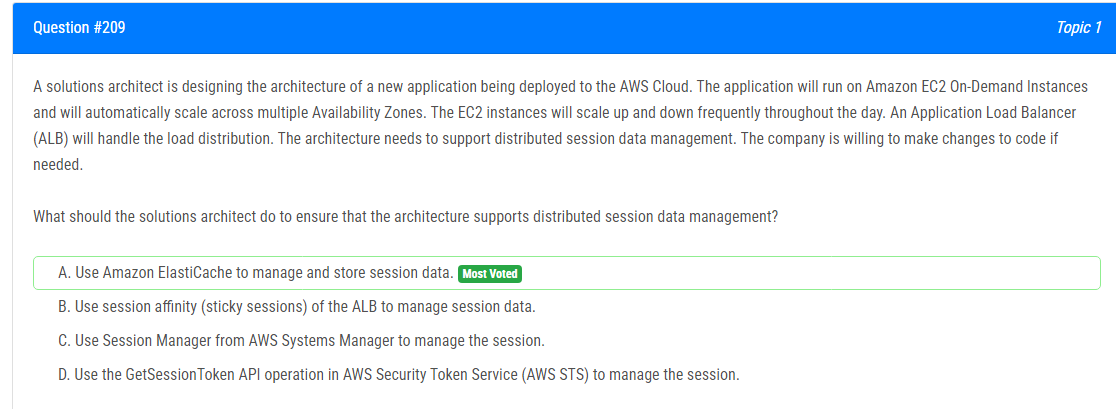 Question #209
Topic 1
A solutions architect is designing the architecture of a new application being deployed to the AWS Cloud. The application will run on Amazon EC2 On-Demand Instances
and will automatically scale across multiple Availability Zones. The EC2 instances will scale up and down frequently throughout the day. An Application Load Balancer
(ALB) will handle the load distribution. The architecture needs to support distributed session data management. The company is willing to make changes to code if
needed.
What should the solutions architect do to ensure that the architecture supports distributed session data management?
A. Use Amazon ElastiCache to manage and store session data. Most Voted
B. Use session affinity (sticky sessions) of the ALB to manage session data.
C. Use Session Manager from AWS Systems Manager to manage the session.
D. Use the GetSessionToken API operation in AWS Security Token Service (AWS STS) to manage the session.